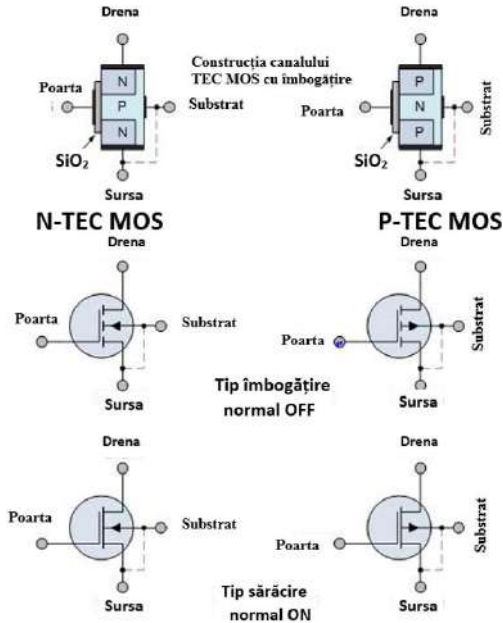 Drena
Drena
Construcția canalului
TEC MOS cu îmbogățire
Poarta
N
P
N
Substrat
SiO₂
Sursa
Poarta
P
N
P
Substrat
SiO₂
Sursa
N-TEC MOS
P-TEC MOS
Drena
Drena
Poarta
Substrat
Sursa
Poarta
Substrat
Sursa
Tip îmbogățire
normal OFF
Drena
Drena
Poarta
Substrat
Sursa
Poarta
Substrat
Sursa
Tip sărăcire
normal ON